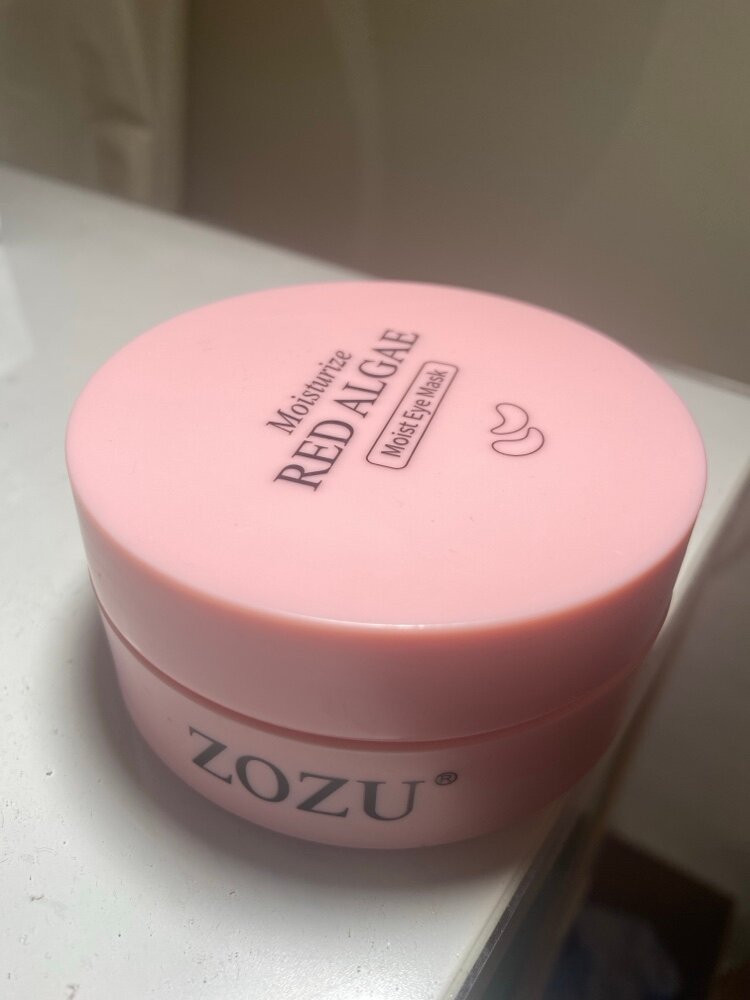 Moisturize
RED ALGAE
Moist Eye Mask
ZOZU®